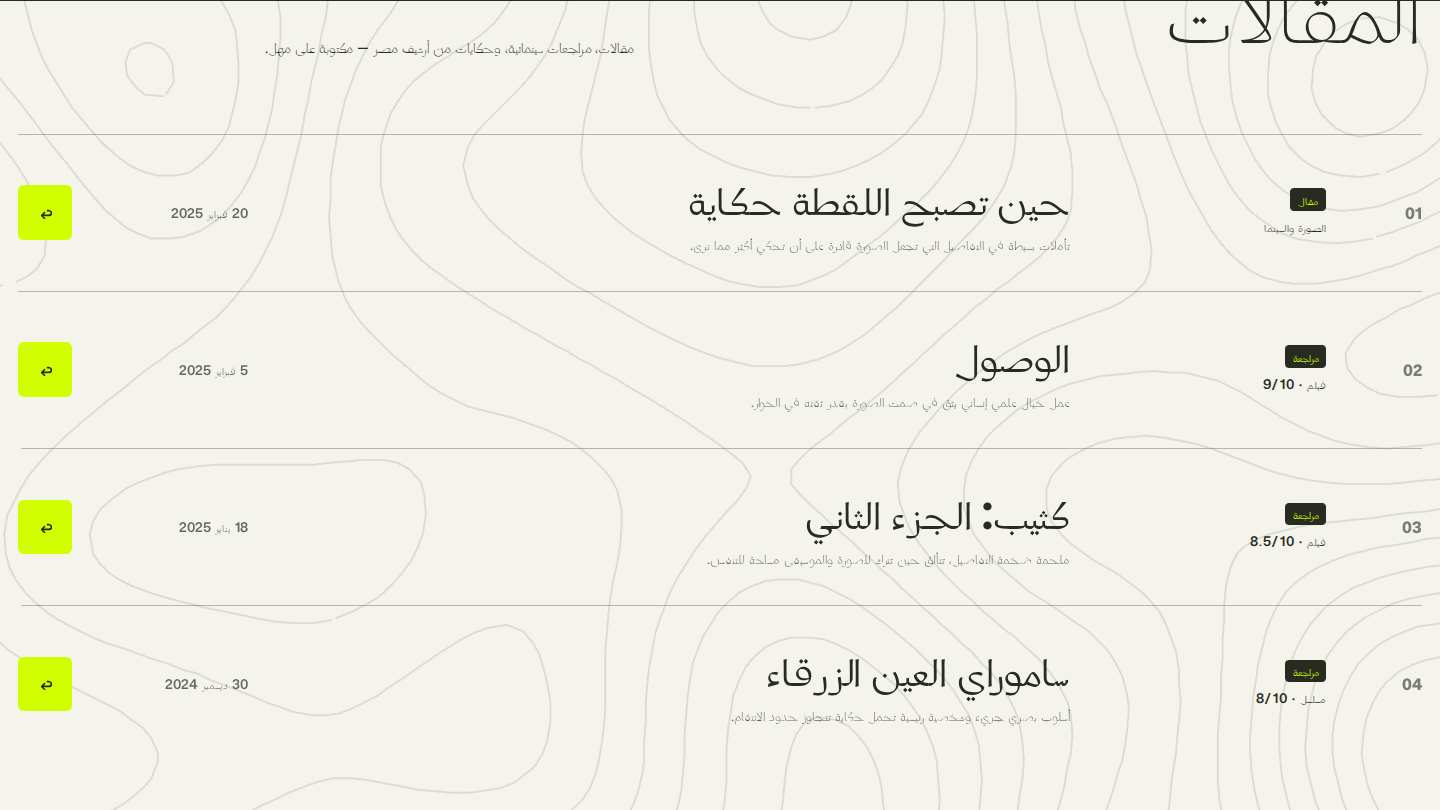 المقالات
مقالات، مراجعات سينمائية، وحكايات من أرشيف مصر — مكتوبة على مهل.
01
مقال
الصورة والسينما
حين تصبح اللقطة حكاية
تأملات بسيطة في التفاصيل التي تجعل الصورة قادرة على أن تحكي أكثر مما نرى.
20 فبراير 2025
02
مراجعة
فيلم · 9/10
الوصول
عمل خيال علمي إنساني يثق في صمت الصورة بقدر ثقته في الحوار.
5 فبراير 2025
03
مراجعة
فيلم · 8.5/10
كثيب: الجزء الثاني
ملحمة ضخمة التفاصيل، تتألق حين تترك للصورة والموسيقى مساحة للتنفس.
18 يناير 2025
04
مراجعة
مسلسل · 8/10
ساموراي العين الزرقاء
أسلوب بصري جريء وشخصية رئيسية تحمل حكاية تتجاوز حدود الانتقام.
30 ديسمبر 2024